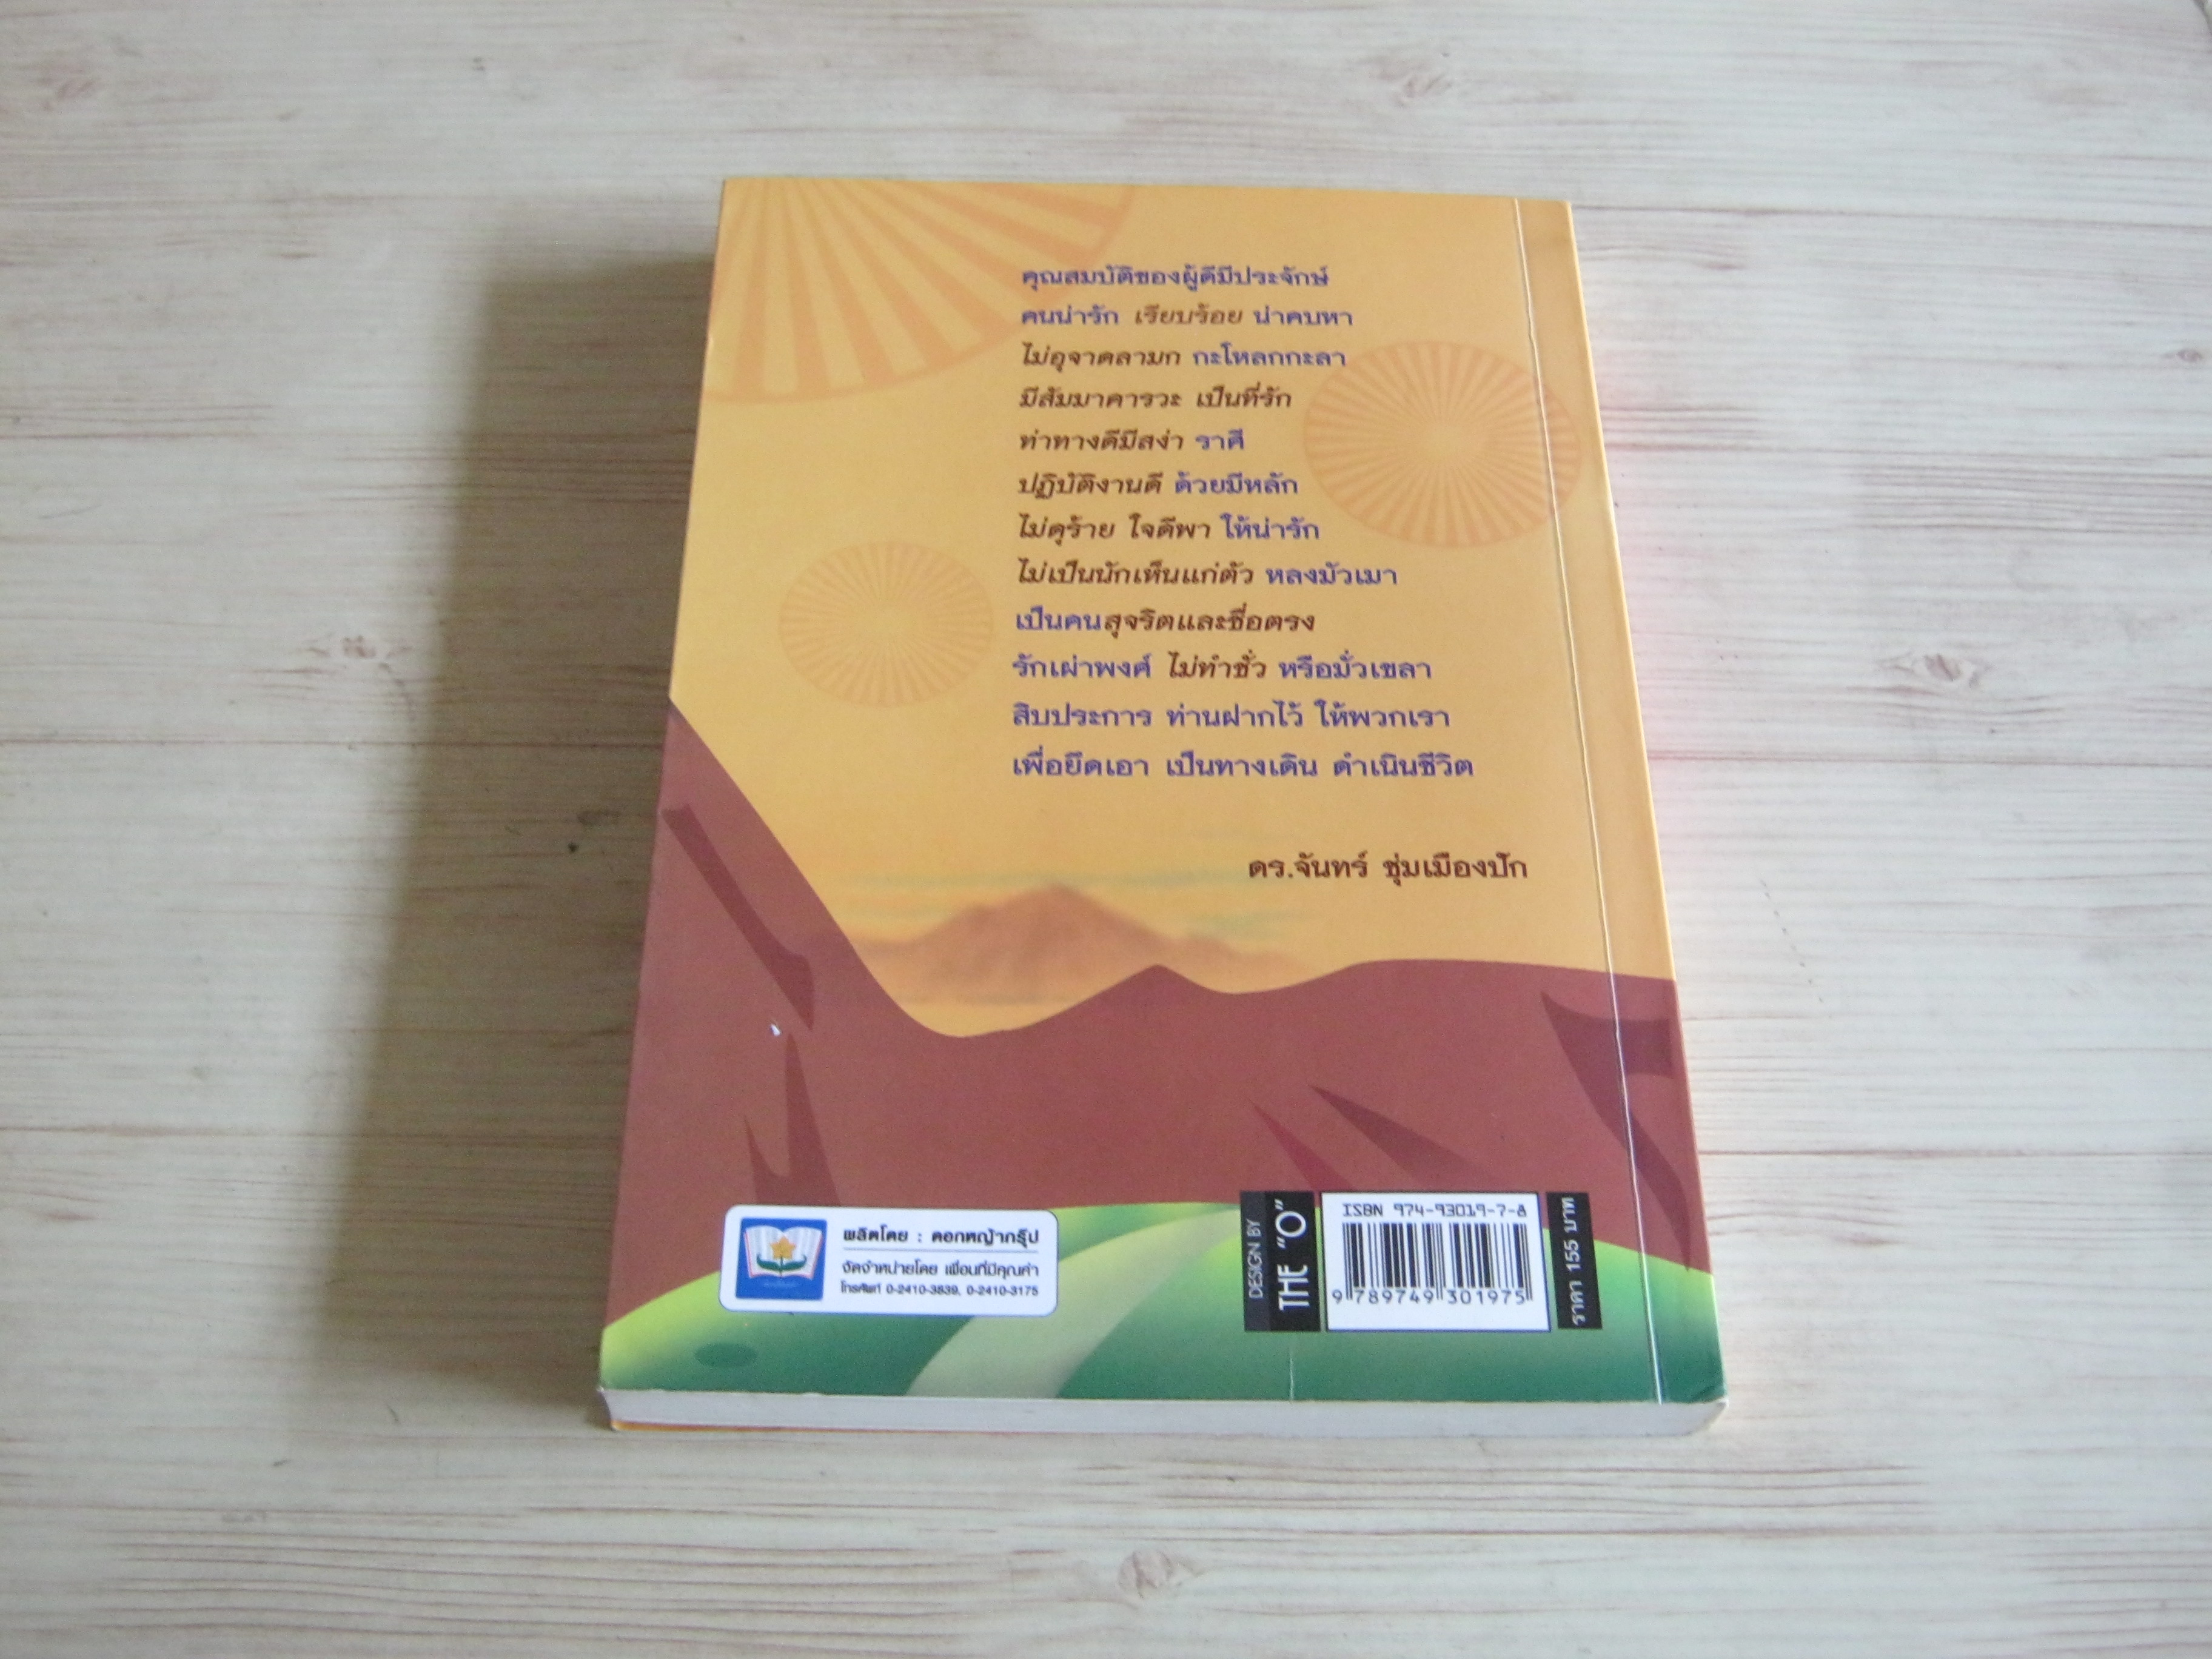 คุณสมบัติของผู้ดีมีประจักษ์
คนน่ารัก เรียบร้อย น่าคบหา
ไม่อุจาดลามก กะโหลกกะลา
มีสัมมาคารวะ เป็นที่รัก
ท่าทางดีมีสง่า ราศี
ปฏิบัติงานดี ด้วยมีหลัก
ไม่ดุร้าย ใจดีพา ให้น่ารัก
ไม่เป็นนักเห็นแก่ตัว หลงมัวเมา
เป็นคนสุจริตและซื่อตรง
รักเผ่าพงศ์ ไม่ทำชั่ว หรือมั่วเขลา
สิบประการ ท่านฝากไว้ ให้พวกเรา
เพื่อยึดเอา เป็นทางเดิน ดำเนินชีวิต
ดร.จันทร์ ชุ่มเมืองปัก
ผลิตโดย : ดอกหญ้ากรุ๊ป
จัดจำหน่ายโดย เพื่อนที่มีคุณค่า
โทรศัพท์ 0-2410-3839, 0-2410-3175
DESIGN BY
THE "O"
ISBN 974-93019-7-8
9 789749 301975
ราคา 155 บาท